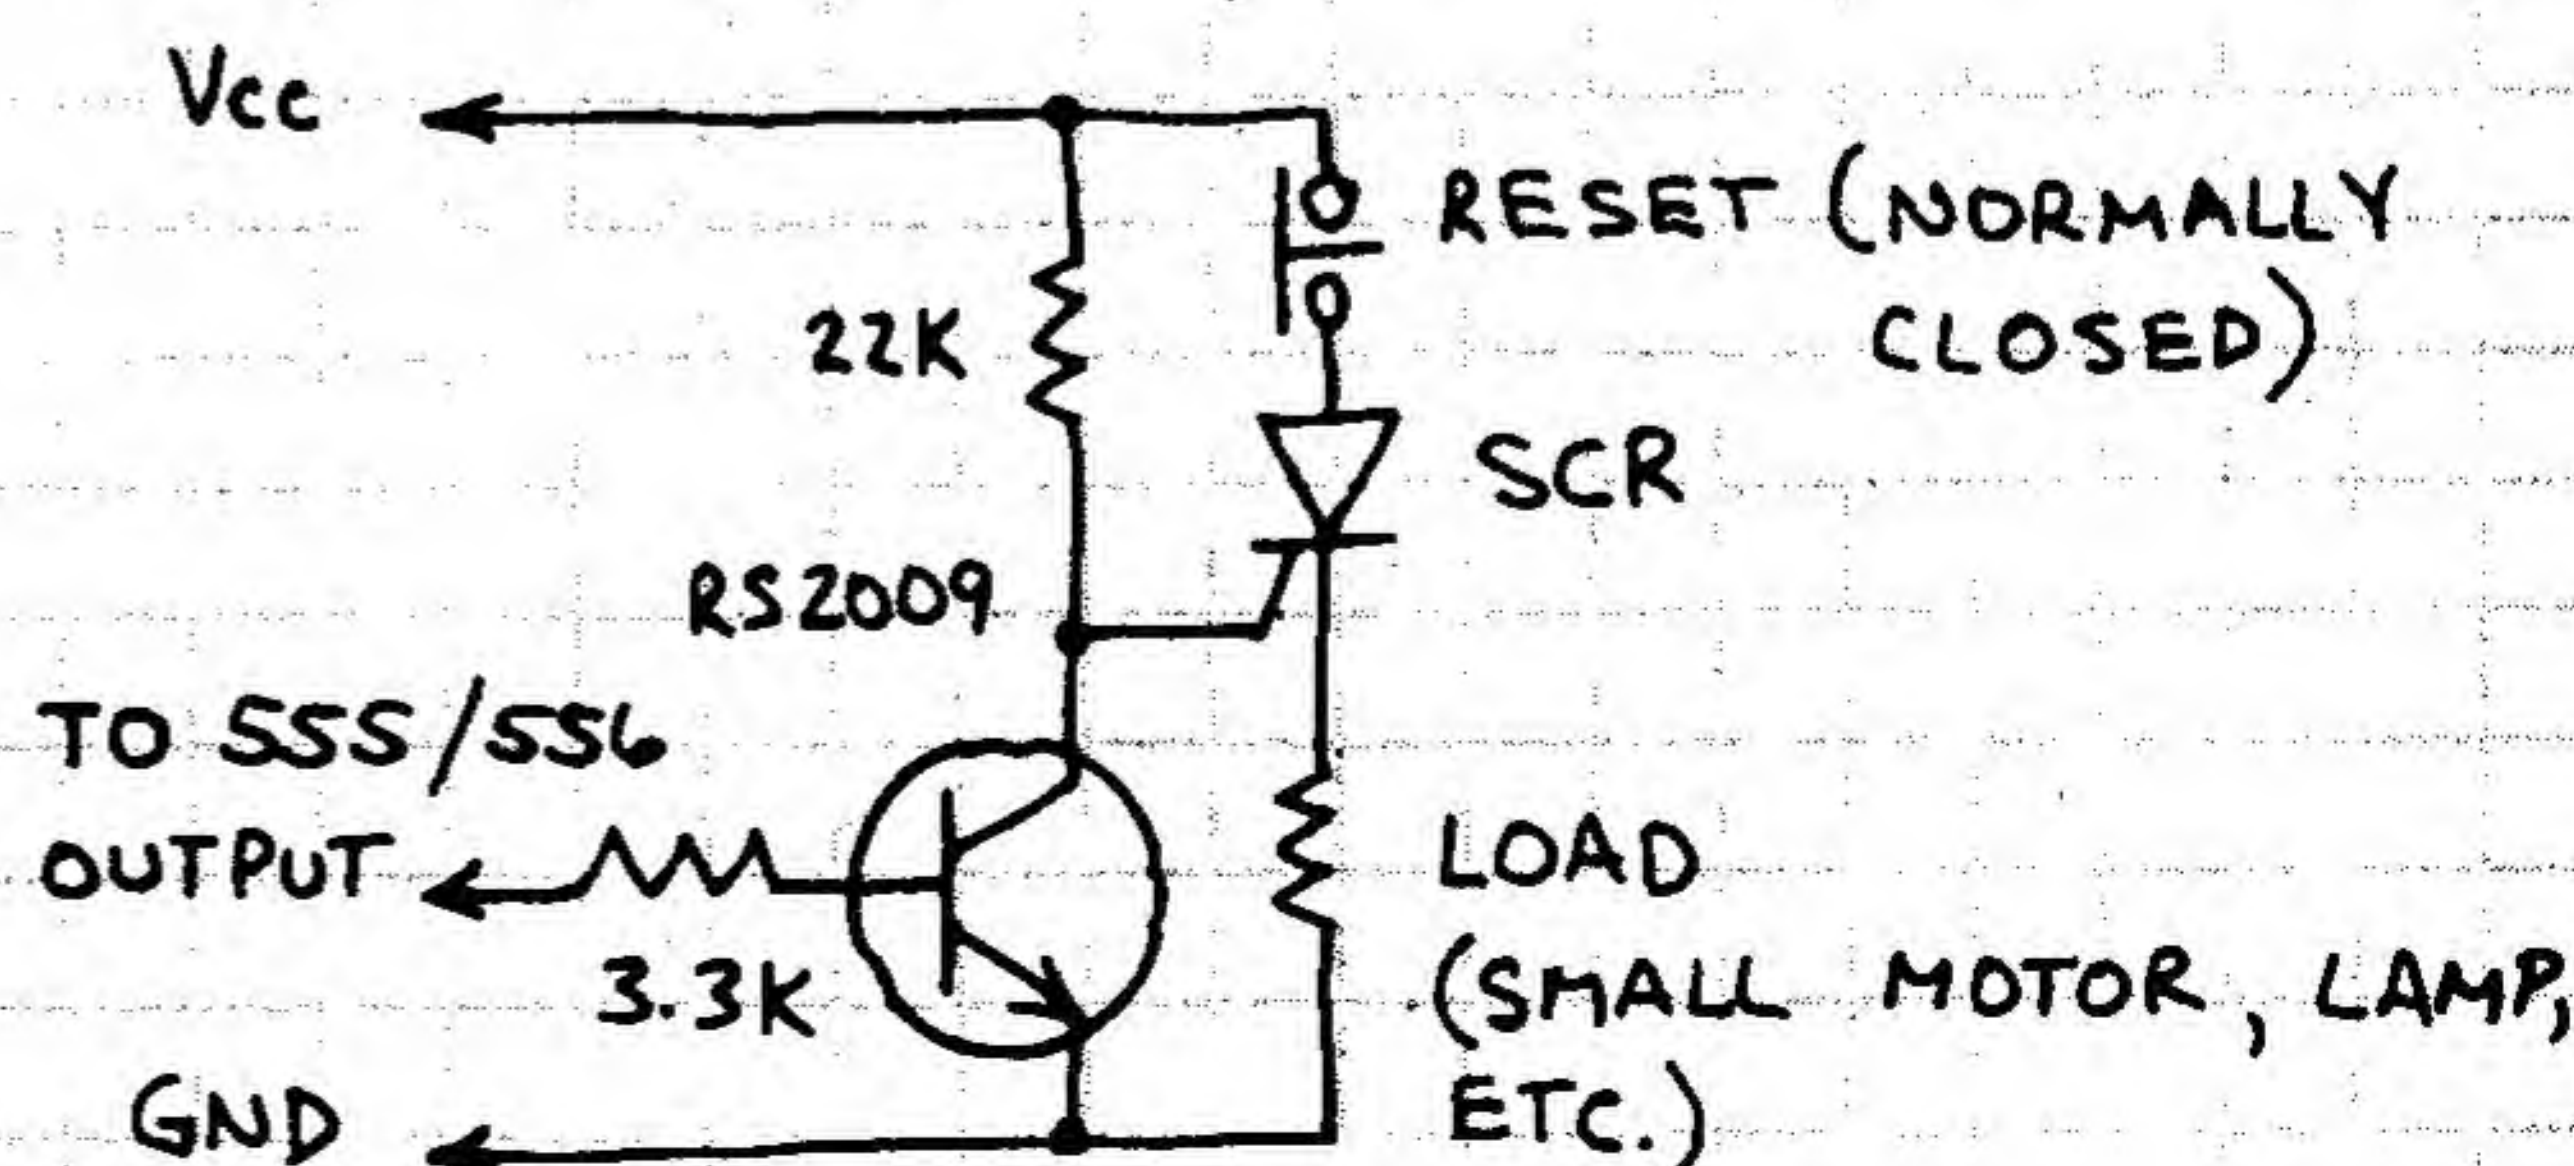 Vcc
RESET (NORMALLY
CLOSED)
22K
SCR
RS2009
TO 555/556
OUTPUT
3.3K
LOAD
(SMALL MOTOR, LAMP,
ETC.)
GND